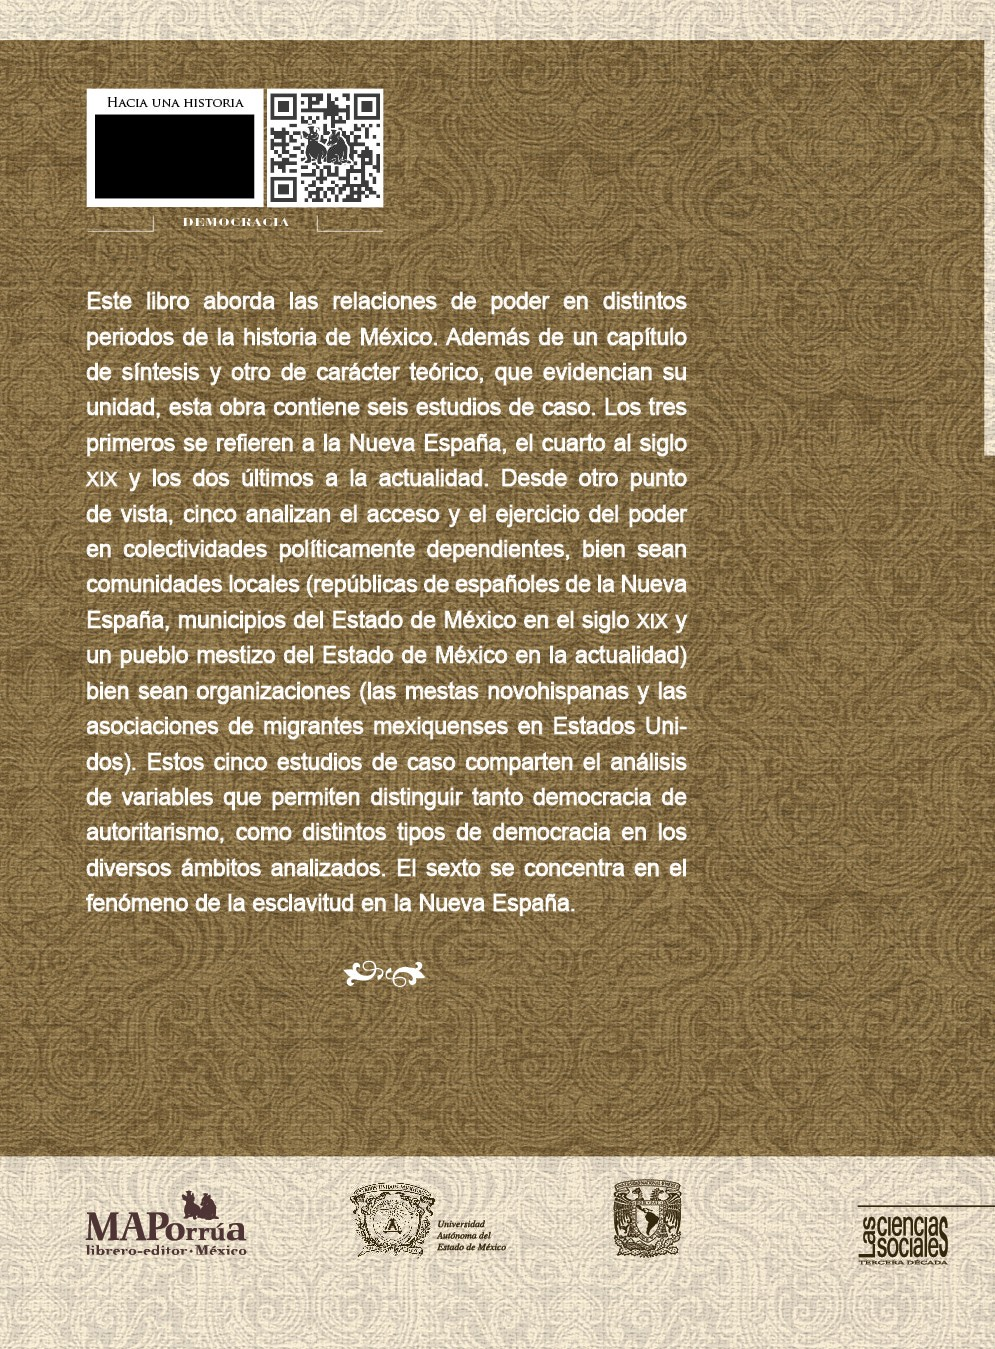 HACIA UNA HISTORIA
DEMOCRACIA
Este libro aborda las relaciones de poder en distintos
periodos de la historia de México. Además de un capítulo
de síntesis y otro de carácter teórico, que evidencian su
unidad, esta obra contiene seis estudios de caso. Los tres
primeros se refieren a la Nueva España, el cuarto al siglo
XIX y los dos últimos a la actualidad. Desde otro punto
de vista, cinco analizan el acceso y el ejercicio del poder
en colectividades políticamente dependientes, bien sean
comunidades locales (repúblicas de españoles de la Nueva
España, municipios del Estado de México en el siglo XIX y
un pueblo mestizo del Estado de México en la actualidad)
bien sean organizaciones (las mestas novohispanas y las
asociaciones de migrantes mexiquenses en Estados Uni-
dos). Estos cinco estudios de caso comparten el análisis
de variables que permiten distinguir tanto democracia de
autoritarismo, como distintos tipos de democracia en los
diversos ámbitos analizados. El sexto se concentra en el
fenómeno de la esclavitud en la Nueva España.
MAPorrúa
librero-editor·México
Universidad
Autónoma del
Estado de México
Las ciencias
sociales
TERCERA DÉCADA